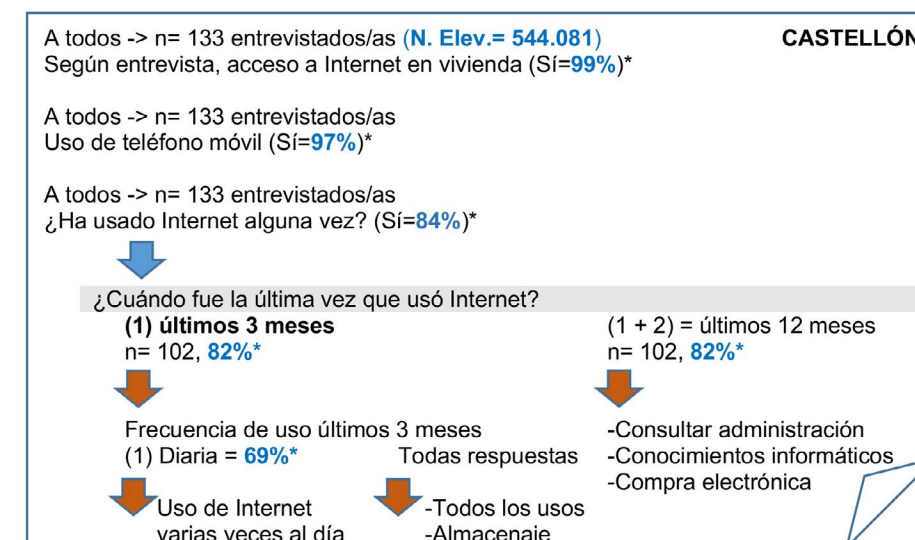 A todos -> n= 133 entrevistados/as (N. Elev.= 544.081)
CASTELLÓN
Según entrevista, acceso a Internet en vivienda (Sí=99%)*
A todos -> n= 133 entrevistados/as
Uso de teléfono móvil (Sí=97%)*
A todos -> n= 133 entrevistados/as
¿Ha usado Internet alguna vez? (Sí=84%)*
¿Cuándo fue la última vez que usó Internet?
(1) últimos 3 meses
n= 102, 82%*
(1 + 2) = últimos 12 meses
n= 102, 82%*
Frecuencia de uso últimos 3 meses
(1) Diaria = 69%*
Todas respuestas
-Consultar administración
-Conocimientos informáticos
-Compra electrónica
Uso de Internet
varias veces al día
-Todos los usos
-Almacenaje